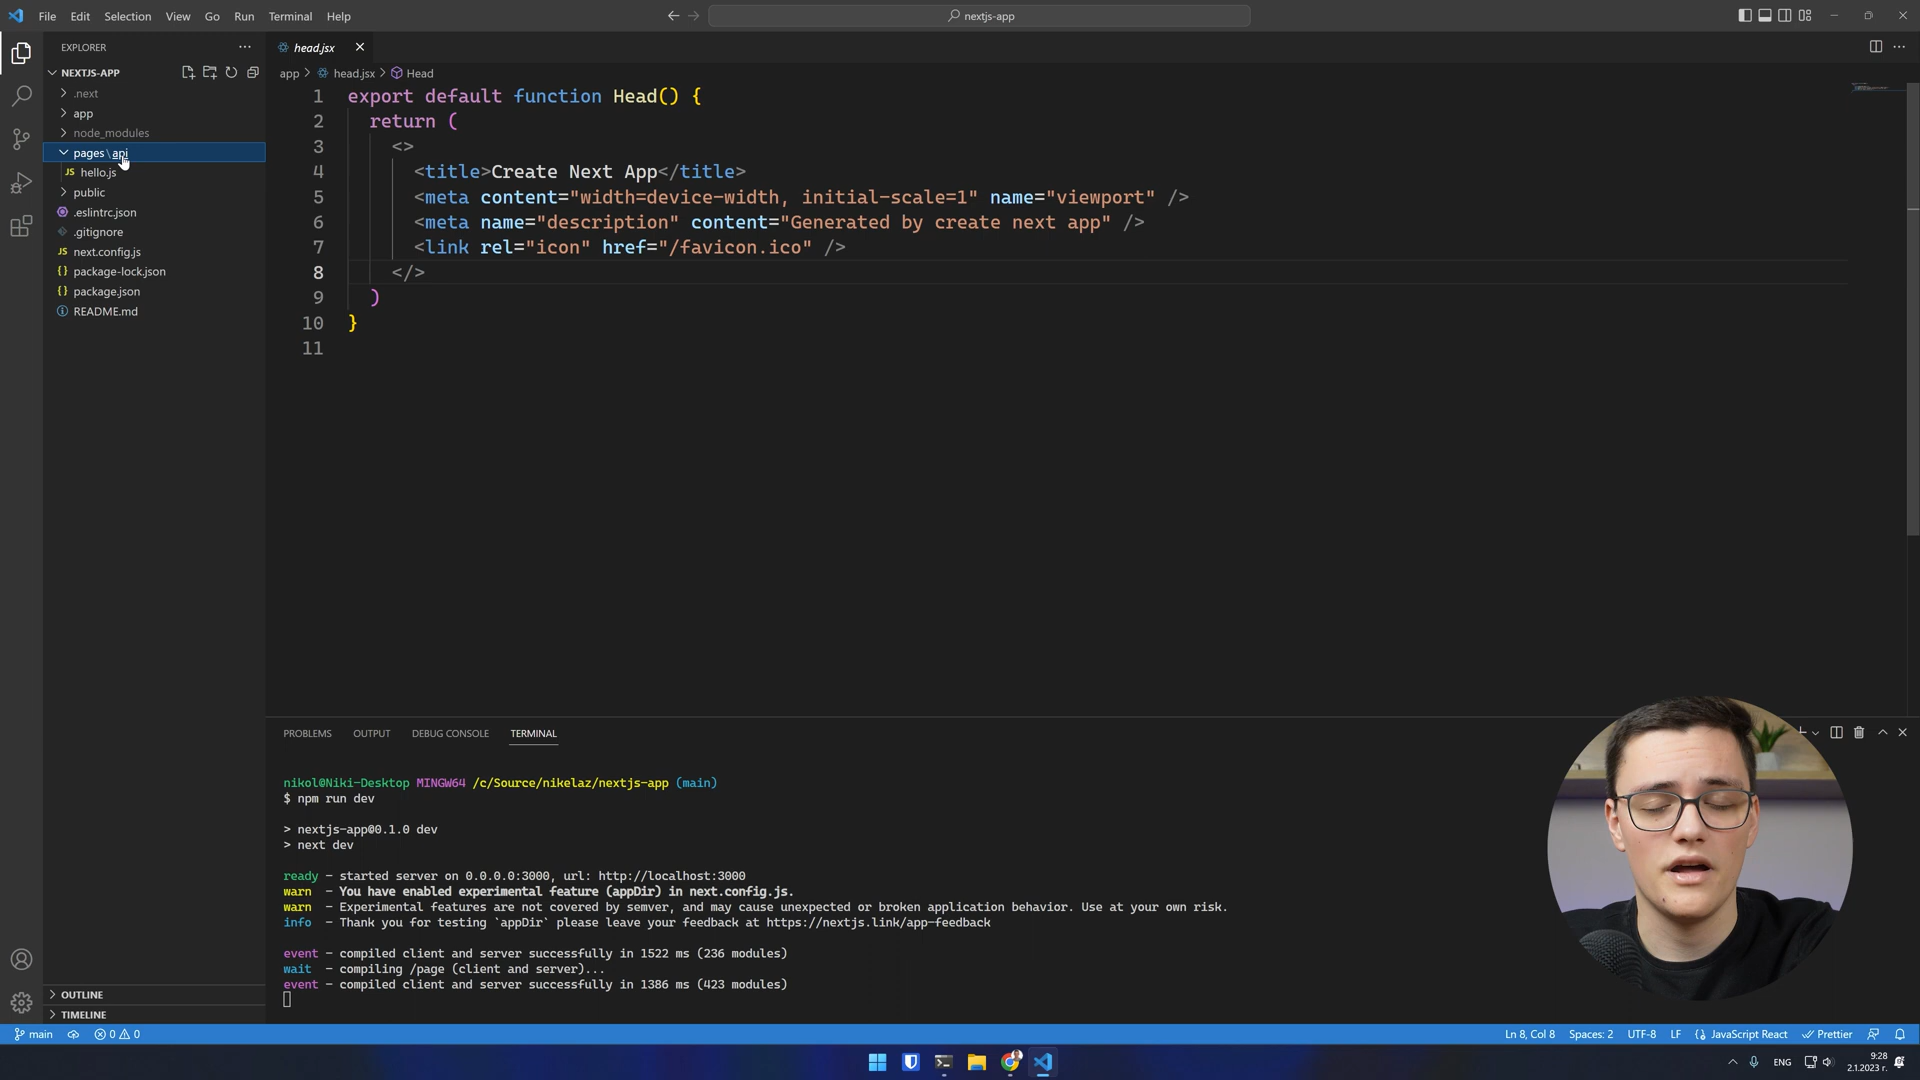 File Edit Selection View Go Run Terminal Help
nextjs-app
EXPLORER
NEXTJS-APP
.next
app
node_modules
pages\api
JS hello.js
public
.eslintrc.json
.gitignore
JS next.config.js
{} package-lock.json
{} package.json
README.md
OUTLINE
TIMELINE
head.jsx
app > head.jsx > Head
1 export default function Head() {
2 return (
3 <>
4 <title>Create Next App</title>
5 <meta content="width=device-width, initial-scale=1" name="viewport" />
6 <meta name="description" content="Generated by create next app" />
7 <link rel="icon" href="/favicon.ico" />
8 </>
9 )
10 }
11
PROBLEMS OUTPUT DEBUG CONSOLE TERMINAL
nikol@Niki-Desktop MINGW64 /c/Source/nikelaz/nextjs-app (main)
$ npm run dev
> nextjs-app@0.1.0 dev
> next dev
ready - started server on 0.0.0.0:3000, url: http://localhost:3000
warn - You have enabled experimental feature (appDir) in next.config.js.
warn - Experimental features are not covered by semver, and may cause unexpected or broken application behavior. Use at your own risk.
info - Thank you for testing `appDir` please leave your feedback at https://nextjs.link/app-feedback
event - compiled client and server successfully in 1522 ms (236 modules)
wait - compiling /page (client and server)...
event - compiled client and server successfully in 1386 ms (423 modules)
main 0 0 Ln 8, Col 8 Spaces: 2 UTF-8 LF {} JavaScript React Prettier
ENG 9:28
2.1.2023 г.